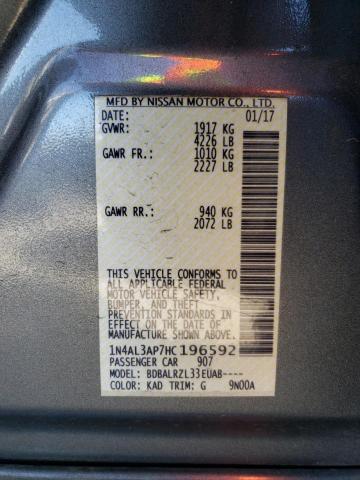 MFD BY NISSAN MOTOR CO., LTD.
DATE: 01/17
GVWR: 1917 KG
4226 LB
GAWR FR.: 1010 KG
2227 LB
GAWR RR.: 940 KG
2072 LB
THIS VEHICLE CONFORMS TO
ALL APPLICABLE FEDERAL
MOTOR VEHICLE SAFETY,
BUMPER, AND THEFT
PREVENTION STANDARDS IN
EFFECT ON THE DATE OF
MANUFACTURE SHOWN ABOVE.
1N4AL3AP7HC196592
PASSENGER CAR 907
MODEL: BDBALRZL33EUAB----
COLOR: KAD TRIM: G 9N00A